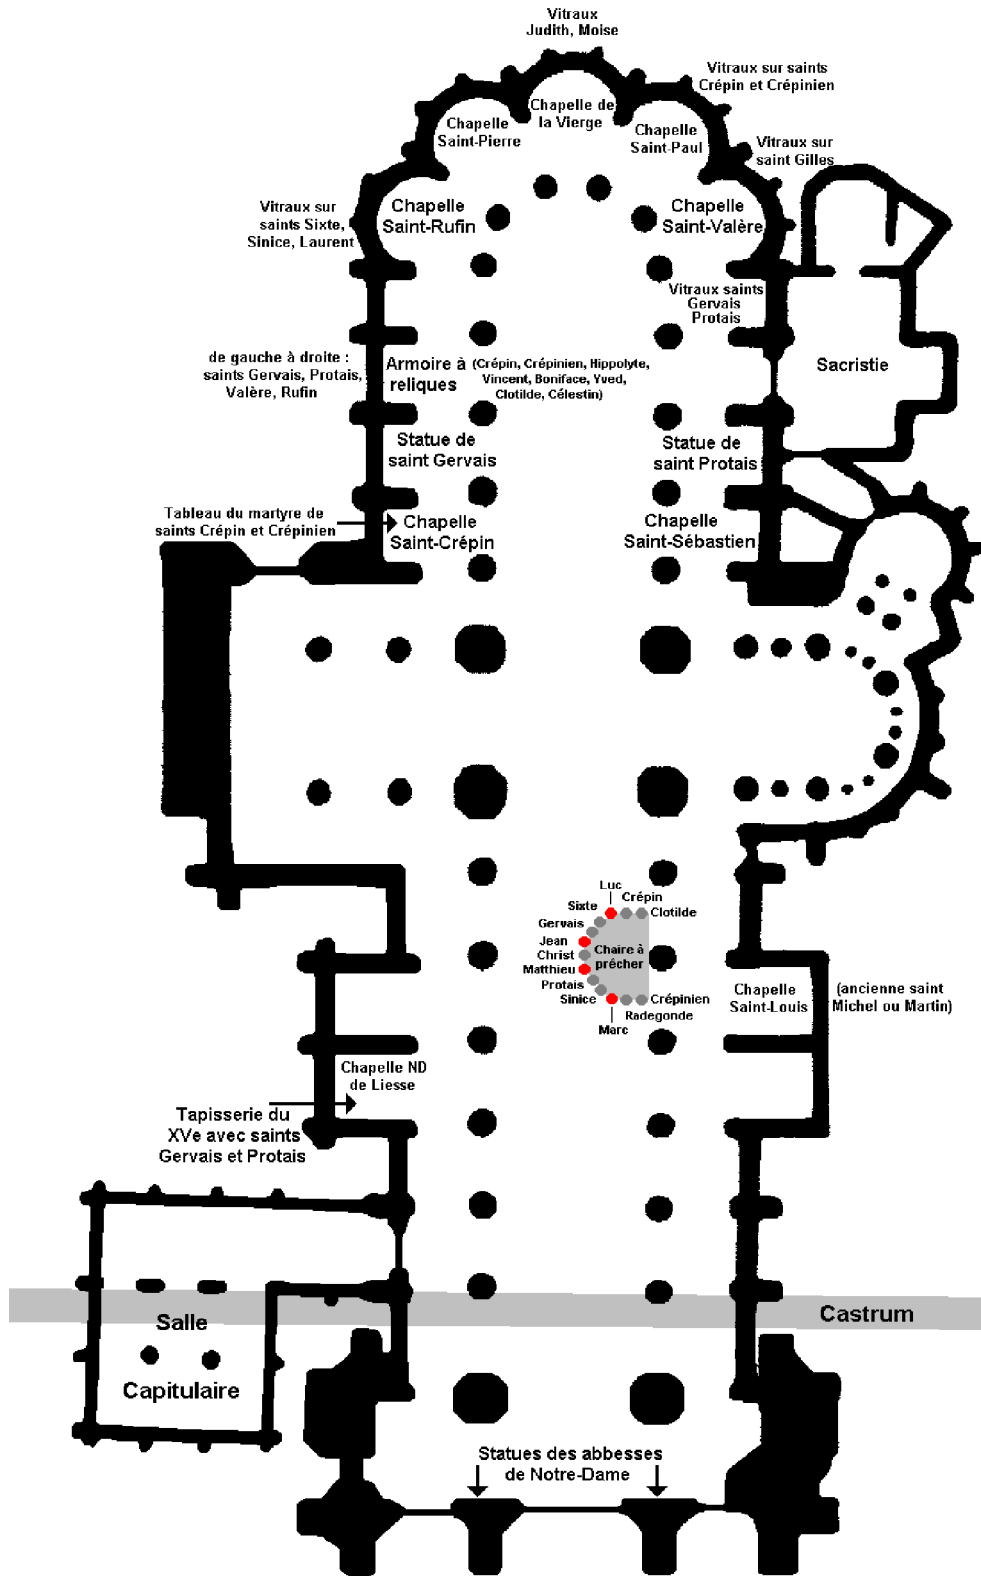 Vitraux
Judith, Moise
Vitraux sur saints
Crépin et Crépinien
Chapelle de
la Vierge
Chapelle
Saint-Pierre
Chapelle
Saint-Paul
Vitraux sur
saint Gilles
Vitraux sur
saints Sixte,
Sinice, Laurent
Chapelle
Saint-Rufin
Chapelle
Saint-Valère
Vitraux saints
Gervais
Protais
de gauche à droite :
saints Gervais, Protais,
Valère, Rufin
Armoire à
reliques
(Crépin, Crépinien, Hippolyte,
Vincent, Boniface, Yved,
Clotilde, Célestin)
Sacristie
Statue de
saint Gervais
Statue de
saint Protais
Tableau du martyre de
saints Crépin et Crépinien
Chapelle
Saint-Crépin
Chapelle
Saint-Sébastien
Luc
Crépin
Sixte
Clotilde
Gervais
Jean
Christ
Matthieu
Protais
Sinice
Chaire à
précher
Crépinien
Radegonde
Marc
Chapelle
Saint-Louis
(ancienne saint
Michel ou Martin)
Chapelle ND
de Liesse
Tapisserie du
XVe avec saints
Gervais et Protais
Castrum
Salle
Capitulaire
Statues des abbesses
de Notre-Dame